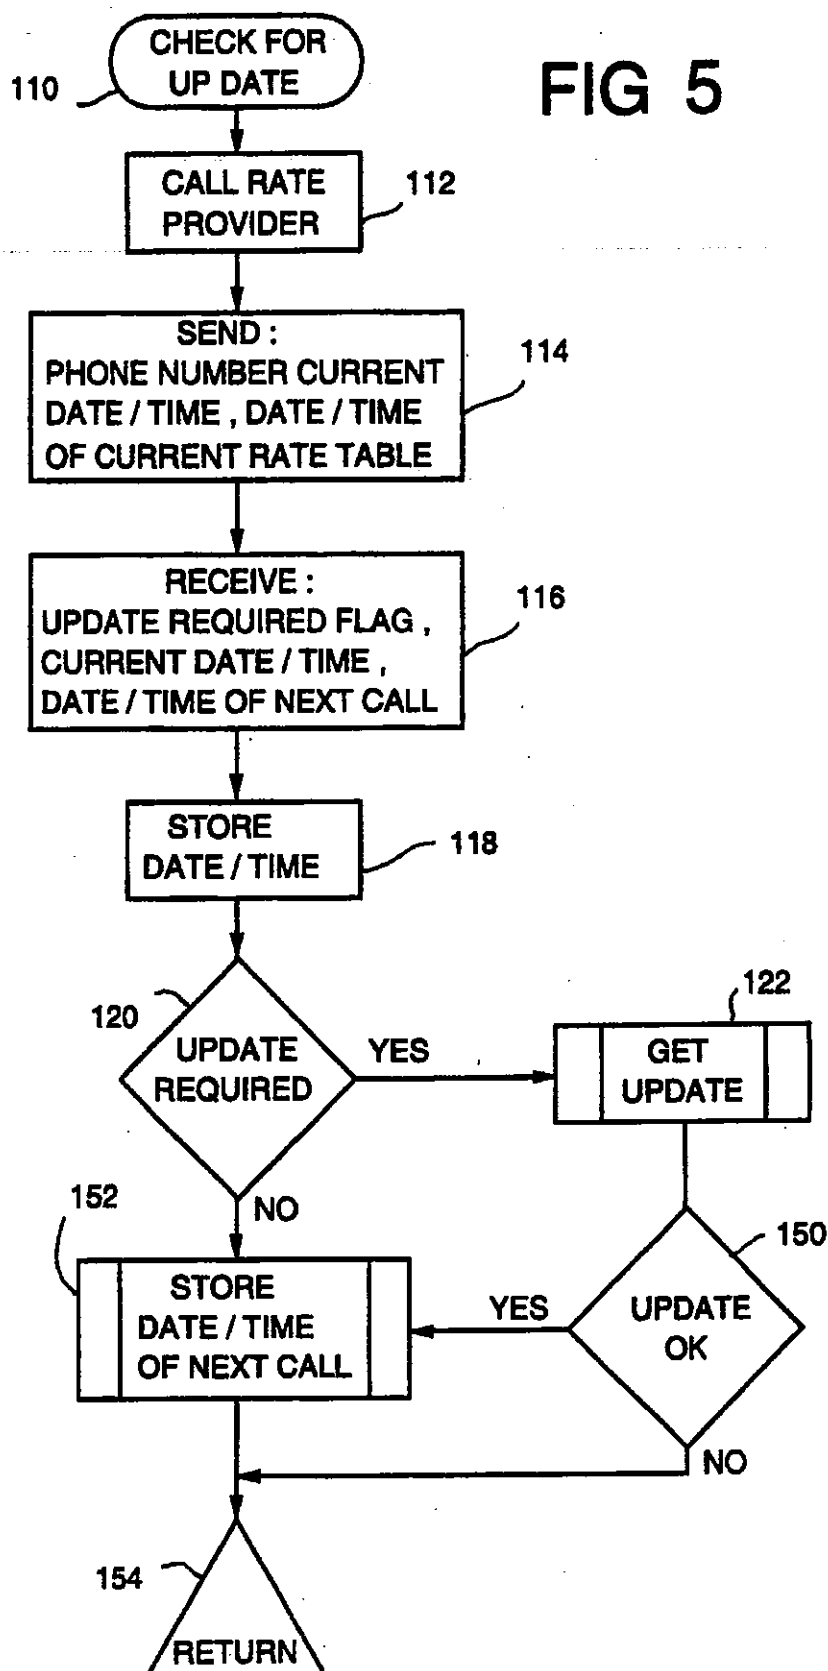 CHECK FOR
UP DATE
110
FIG 5
CALL RATE
PROVIDER
112
SEND :
PHONE NUMBER CURRENT
DATE / TIME , DATE / TIME
OF CURRENT RATE TABLE
114
RECEIVE :
UPDATE REQUIRED FLAG ,
CURRENT DATE / TIME ,
DATE / TIME OF NEXT CALL
116
STORE
DATE / TIME
118
120
UPDATE
REQUIRED
YES
122
GET
UPDATE
NO
152
STORE
DATE / TIME
OF NEXT CALL
YES
150
UPDATE
OK
NO
154
RETURN